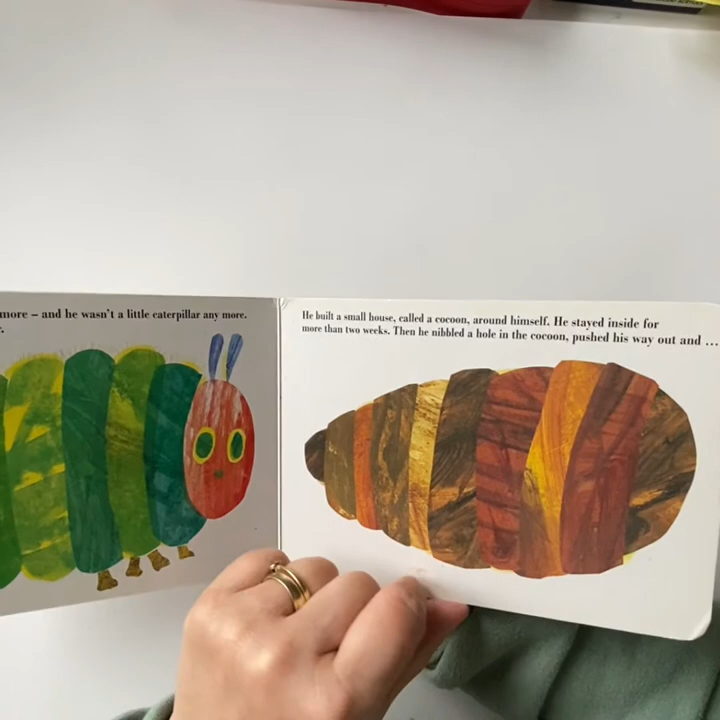 more – and he wasn't a little caterpillar any more.
He built a small house, called a cocoon, around himself. He stayed inside for
more than two weeks. Then he nibbled a hole in the cocoon, pushed his way out and ...